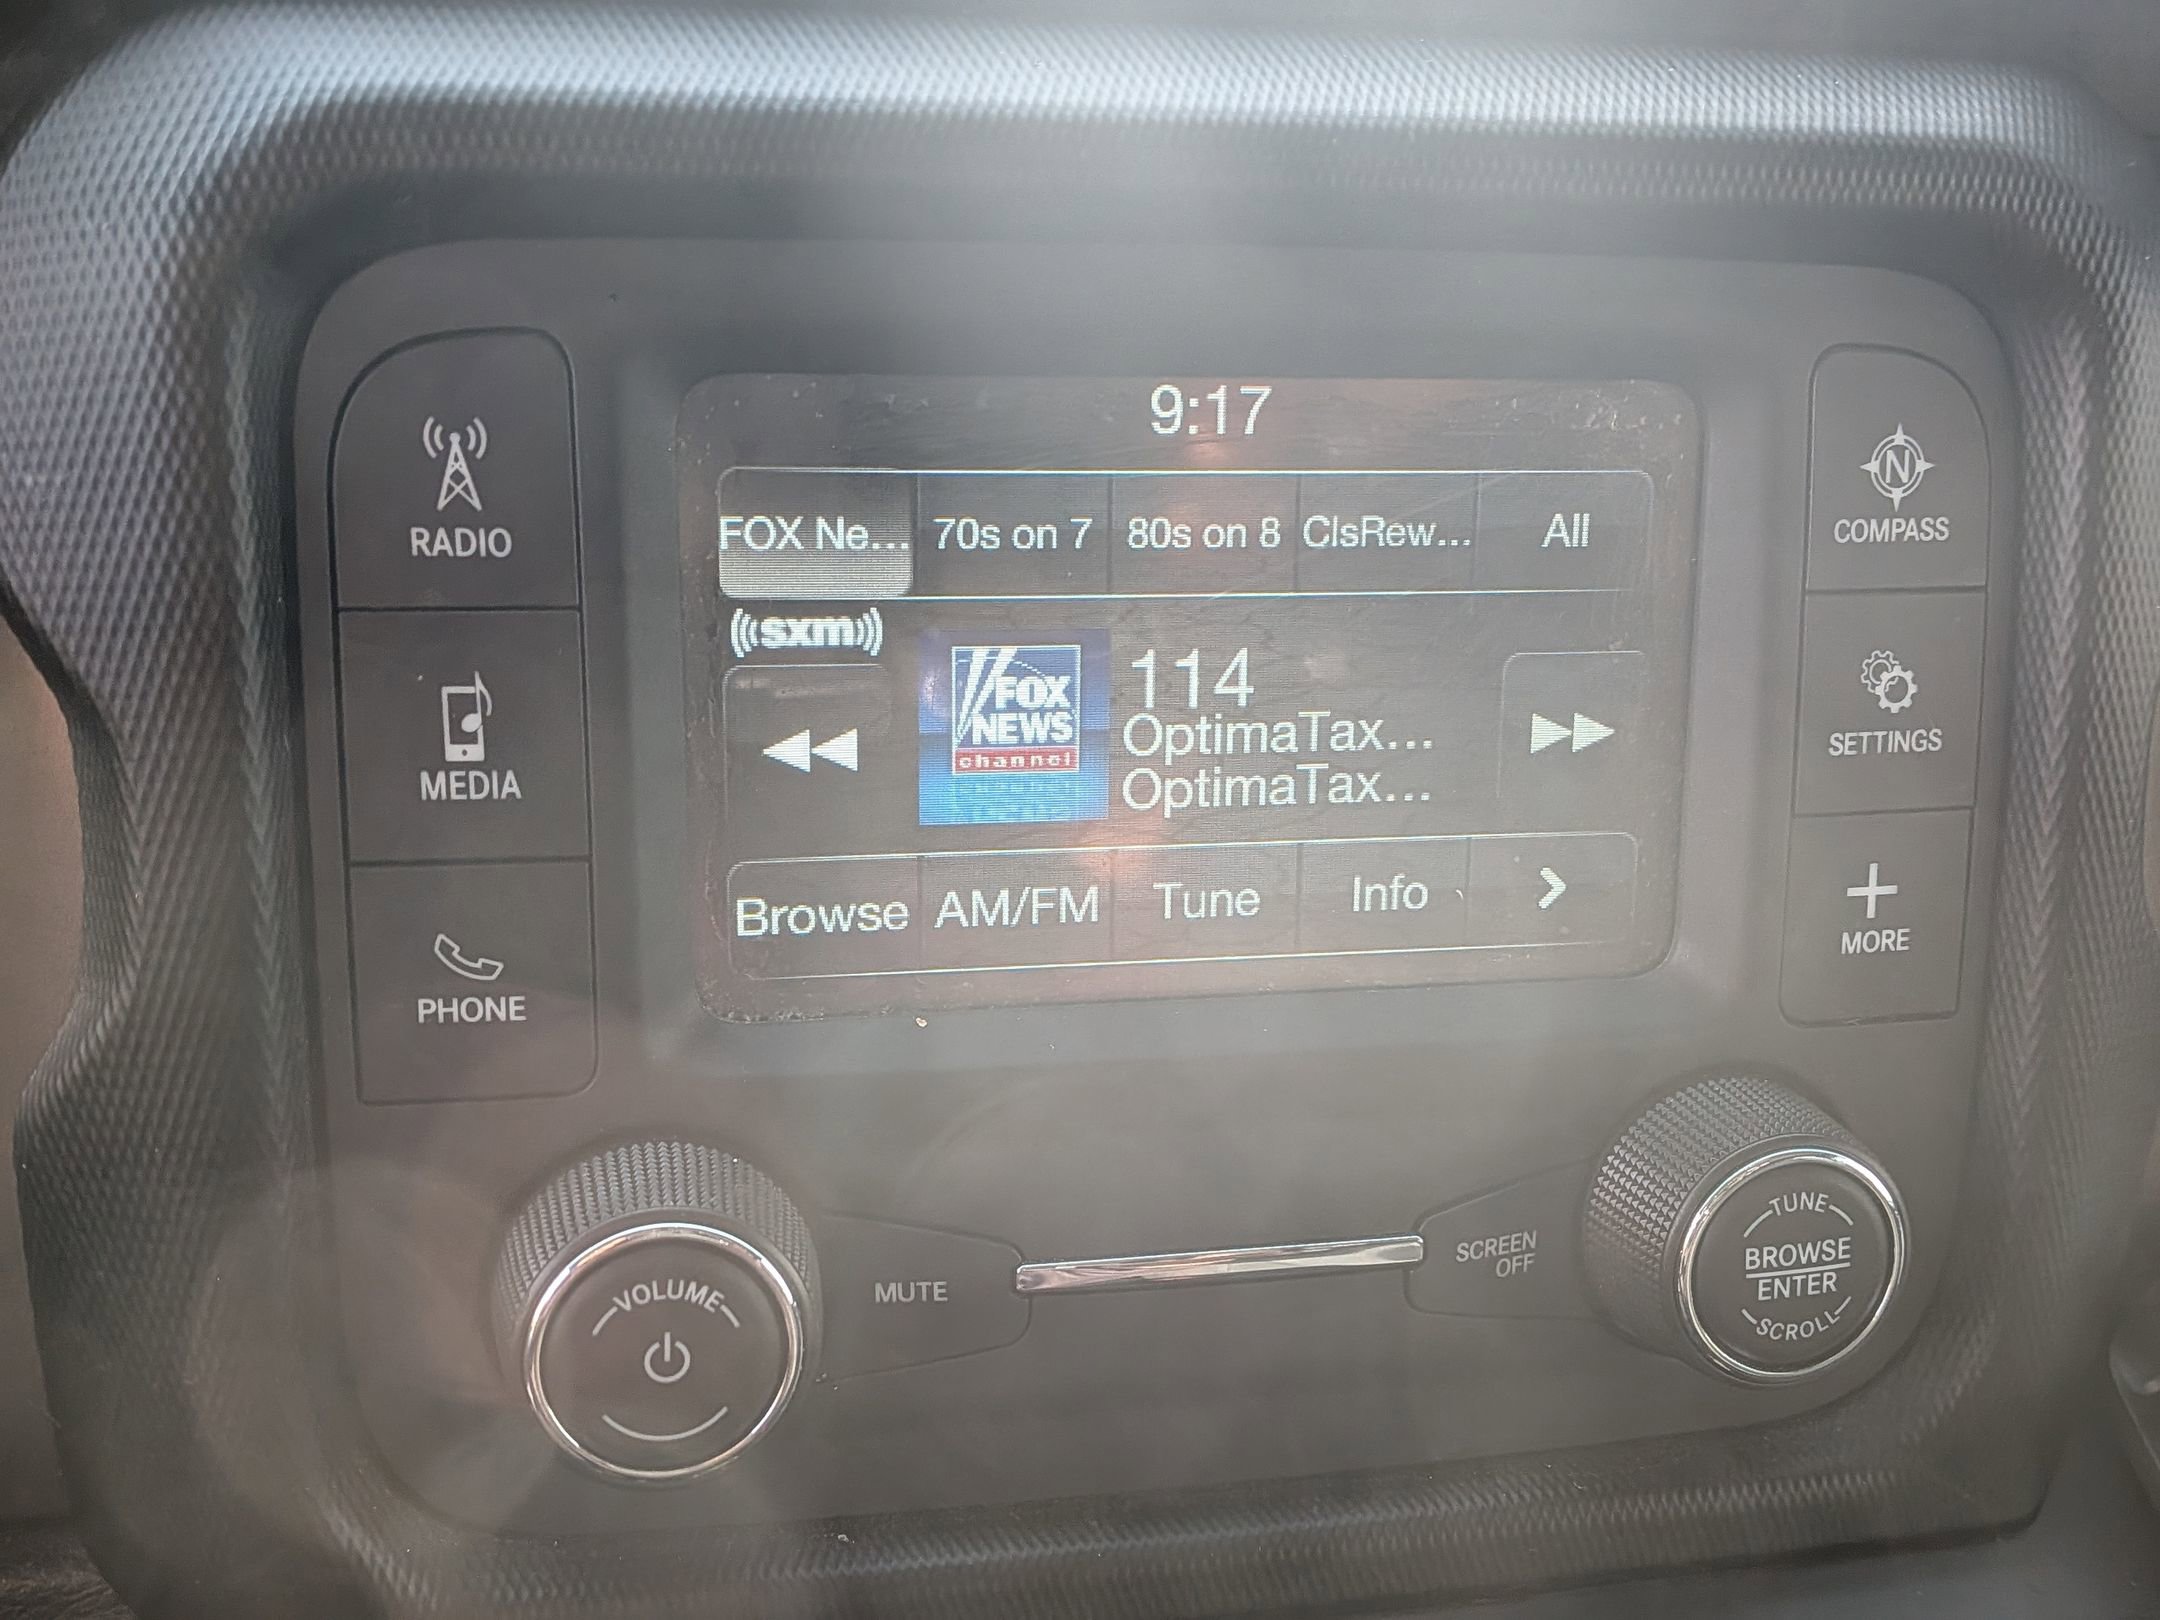 9:17
FOX Ne... 70s on 7 80s on 8 ClsRew... All
sxm
FOX
NEWS
channel
114
OptimaTax...
OptimaTax...
Browse AM/FM Tune Info
RADIO
MEDIA
PHONE
N
COMPASS
SETTINGS
MORE
VOLUME
MUTE
SCREEN
OFF
TUNE
BROWSE
ENTER
SCROLL